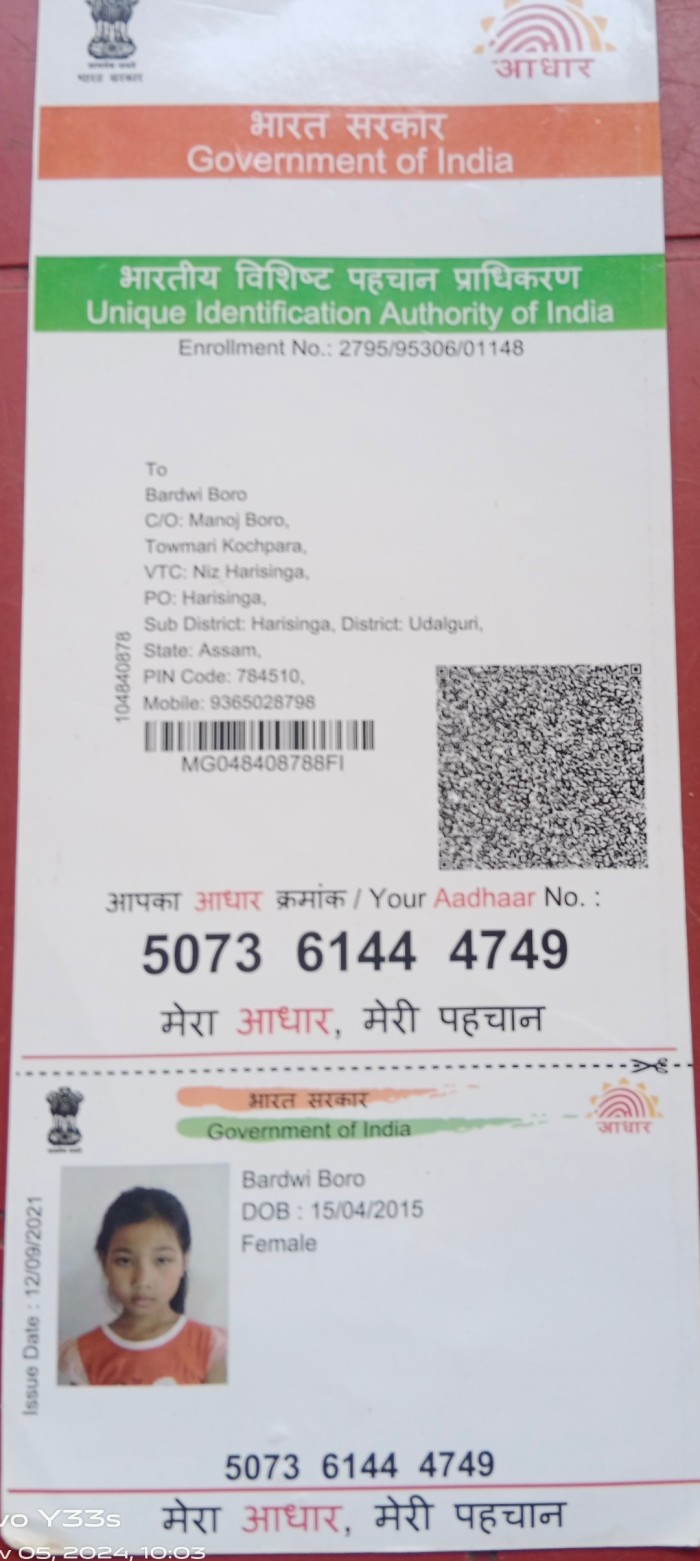 भारत सरकार
आधार
भारत सरकार
Government of India
भारतीय विशिष्ट पहचान प्राधिकरण
Unique Identification Authority of India
Enrollment No.: 2795/95306/01148
To
Bardwi Boro
C/O: Manoj Boro,
Towmari Kochpara,
VTC: Niz Harisinga,
PO: Harisinga,
Sub District: Harisinga, District: Udalguri,
State: Assam,
PIN Code: 784510,
Mobile: 9365028798
104840878
MG048408788FI
आपका आधार क्रमांक / Your Aadhaar No. :
5073 6144 4749
मेरा आधार, मेरी पहचान
भारत सरकार
Government of India
आधार
Bardwi Boro
DOB : 15/04/2015
Female
Issue Date : 12/09/2021
5073 6144 4749
मेरा आधार, मेरी पहचान
Y33s
05, 2024, 10:03